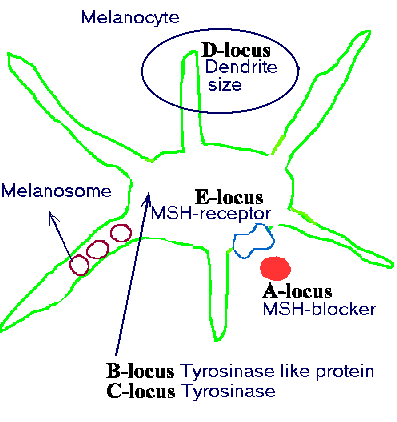 Melanocyte
D-locus
Dendrite
size
Melanosome
E-locus
MSH-receptor
A-locus
MSH-blocker
B-locus Tyrosinase like protein
C-locus Tyrosinase